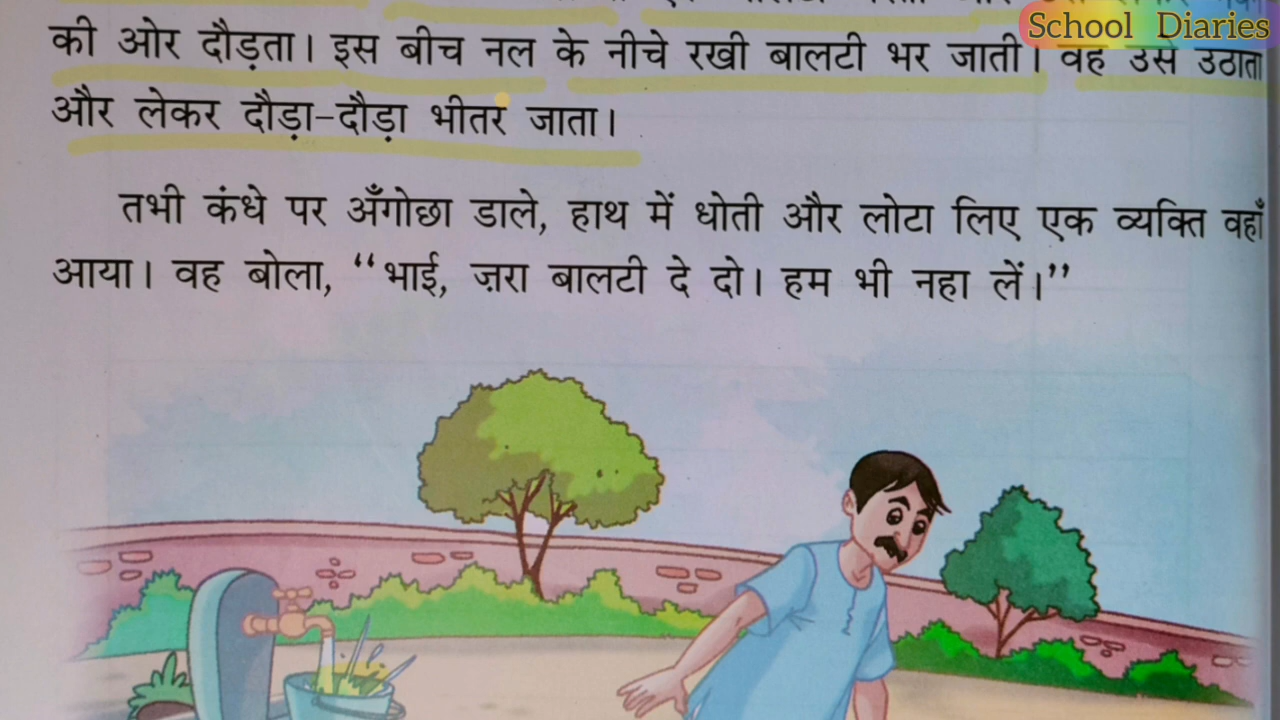 School Diaries
की ओर दौड़ता। इस बीच नल के नीचे रखी बालटी भर जाती। वह उसे उठाता
और लेकर दौड़ा-दौड़ा भीतर जाता।
तभी कंधे पर अँगोछा डाले, हाथ में धोती और लोटा लिए एक व्यक्ति वहाँ
आया। वह बोला, “भाई, ज़रा बालटी दे दो। हम भी नहा लें।”